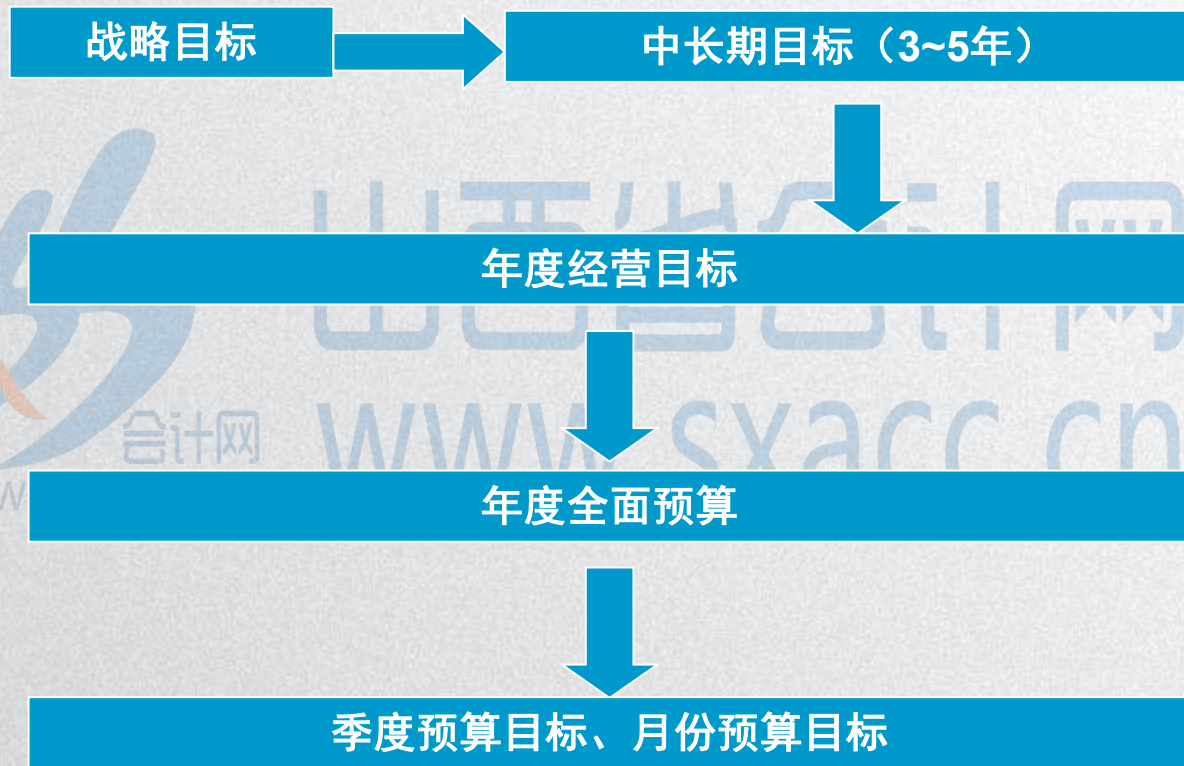 战略目标
中长期目标（3~5年）
山西省会计网
年度经营目标
会计网
www.sxacc.cn
年度全面预算
季度预算目标、月份预算目标